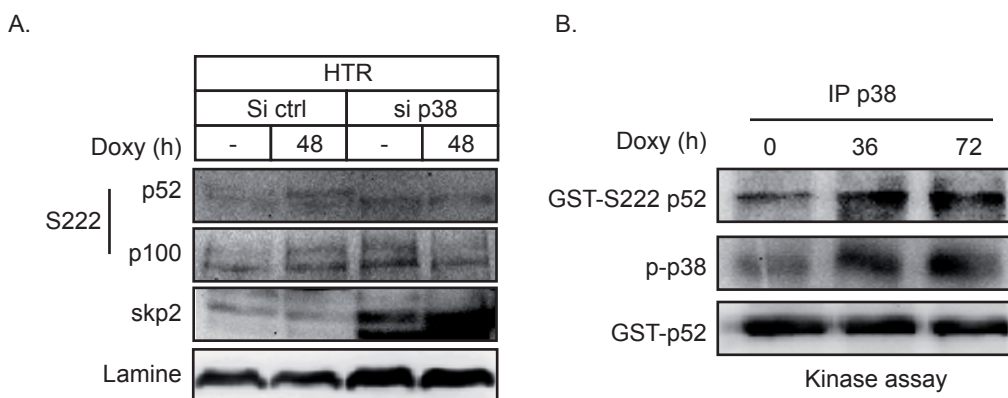 A.
HTR
Si ctrl si p38
Doxy (h) - 48 - 48
p52
S222
p100
skp2
Lamine
B.
IP p38
Doxy (h) 0 36 72
GST-S222 p52
p-p38
GST-p52
Kinase assay